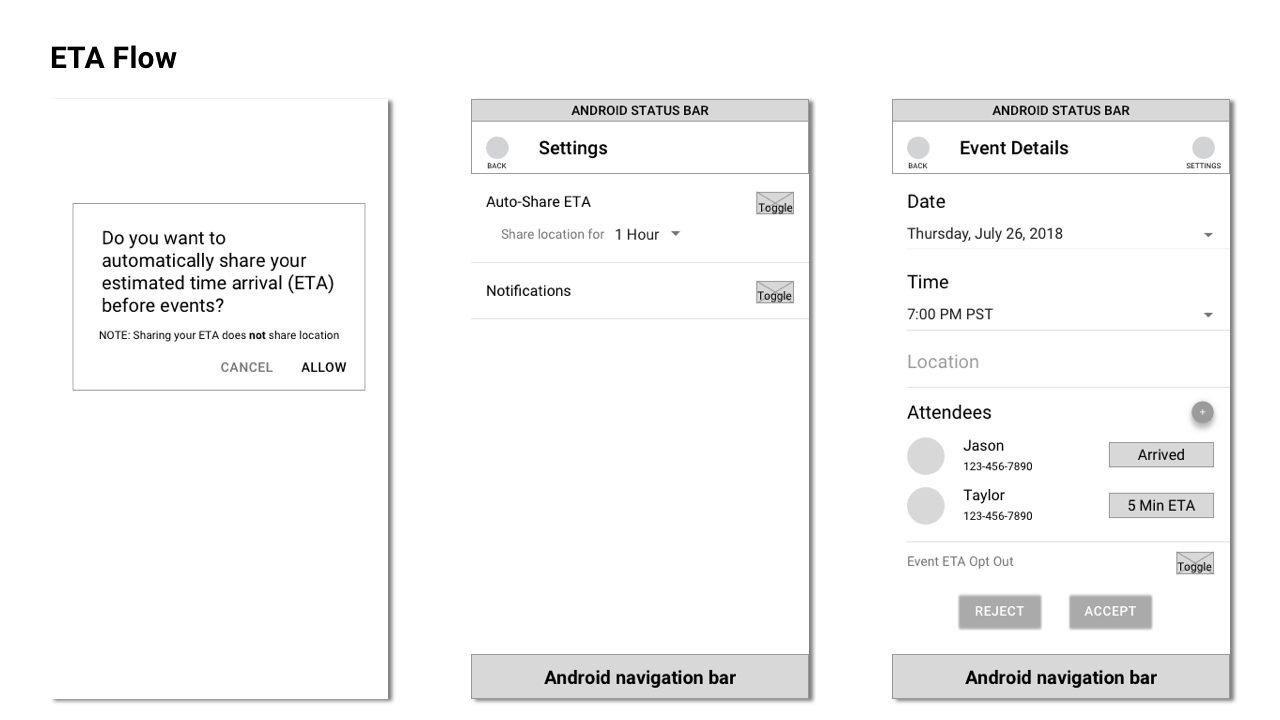 ETA Flow
Do you want to
automatically share your
estimated time arrival (ETA)
before events?
NOTE: Sharing your ETA does not share location
CANCEL ALLOW
ANDROID STATUS BAR
BACK
Settings
Auto-Share ETA
Toggle
Share location for 1 Hour
Notifications
Toggle
Android navigation bar
ANDROID STATUS BAR
BACK
Event Details
SETTINGS
Date
Thursday, July 26, 2018
Time
7:00 PM PST
Location
Attendees
+
Jason
123-456-7890
Arrived
Taylor
123-456-7890
5 Min ETA
Event ETA Opt Out
Toggle
REJECT ACCEPT
Android navigation bar